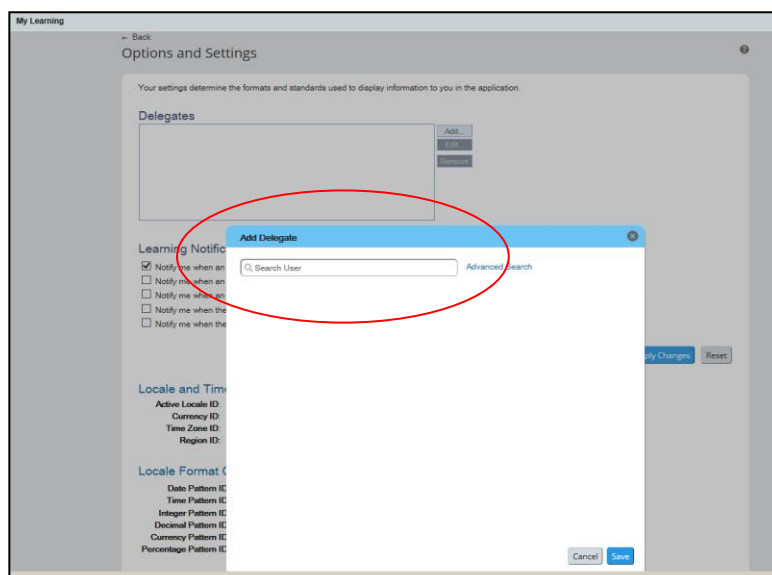 My Learning
← Back
Options and Settings
Your settings determine the formats and standards used to display information to you in the application.
Delegates
Add...
Edit...
Remove
Add Delegate
Learning Notific
Search User
Advanced Search
Notify me when an
Notify me when an
Notify me when an
Notify me when the
Notify me when the
ply Changes
Reset
Locale and Time
Active Locale ID:
Currency ID:
Time Zone ID:
Region ID:
Locale Format
Date Pattern ID
Time Pattern ID
Integer Pattern ID
Decimal Pattern ID
Currency Pattern ID
Percentage Pattern ID
Cancel
Save